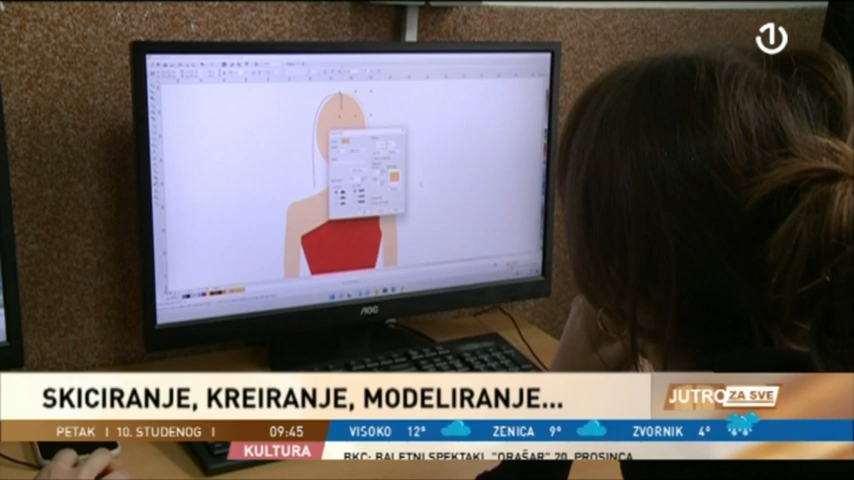 1
AOC
SKICIRANJE, KREIRANJE, MODELIRANJE...
JUTRO ZA SVE
PETAK | 10. STUDENOG | 09:45 VISOKO 12° ZENICA 9° ZVORNIK 4°
KULTURA BKC: BALETNI SPEKTAKL "ORAŠAR" 20. PROSINCA